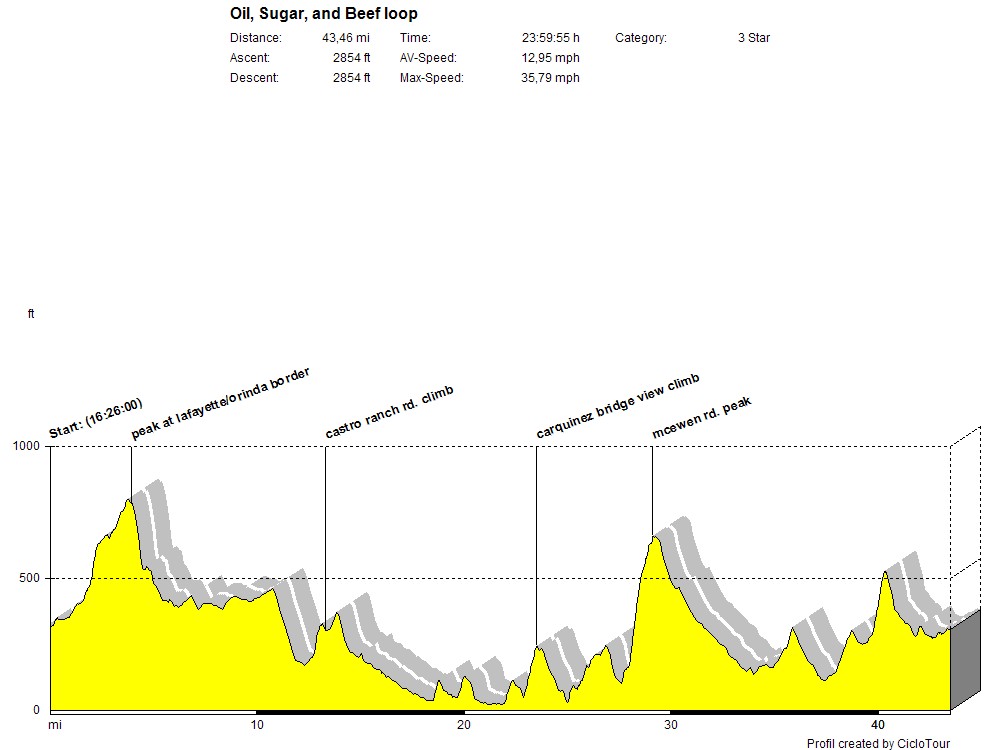 Oil, Sugar, and Beef loop
Distance: 43,46 mi Time: 23:59:55 h Category: 3 Star
Ascent: 2854 ft AV-Speed: 12,95 mph
Descent: 2854 ft Max-Speed: 35,79 mph
ft
Start: (16:26:00)
peak at lafayette/orinda border
castro ranch rd. climb
carquinez bridge view climb
mcewen rd. peak
1000
500
0
mi 10 20 30 40
Profil created by CicloTour